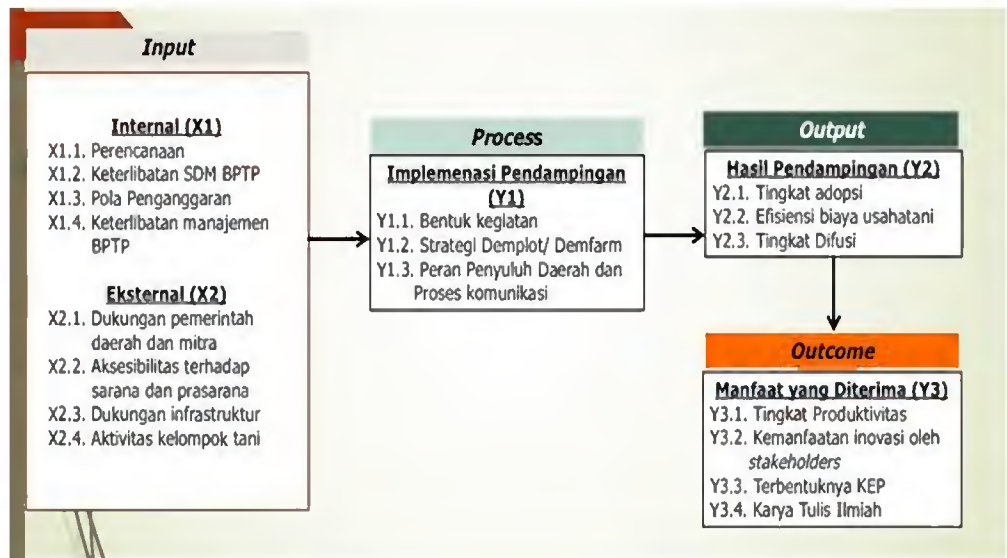 Input
Internal (X1)
X1.1. Perencanaan
X1.2. Keterlibatan SDM BPTP
X1.3. Pola Penganggaran
X1.4. Keterlibatan manajemen
BPTP
Eksternal (X2)
X2.1. Dukungan pemerintah
daerah dan mitra
X2.2. Aksesibilitas terhadap
sarana dan prasarana
X2.3. Dukungan infrastruktur
X2.4. Aktivitas kelompok tani
Process
Implemenasi Pendampingan
(Y1)
Y1.1. Bentuk kegiatan
Y1.2. Strategi Demplot/ Demfarm
Y1.3. Peran Penyuluh Daerah dan
Proses komunikasi
Output
Hasil Pendampingan (Y2)
Y2.1. Tingkat adopsi
Y2.2. Efisiensi biaya usahatani
Y2.3. Tingkat Difusi
Outcome
Manfaat yang Diterima (Y3)
Y3.1. Tingkat Produktivitas
Y3.2. Kemanfaatan inovasi oleh
stakeholders
Y3.3. Terbentuknya KEP
Y3.4. Karya Tulis Ilmiah